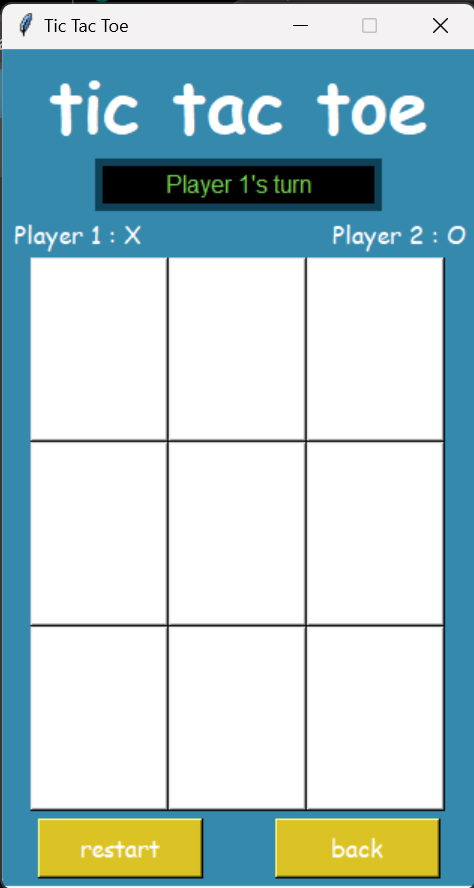 Tic Tac Toe
tic tac toe
Player 1's turn
Player 1 : X
Player 2 : O
restart
back